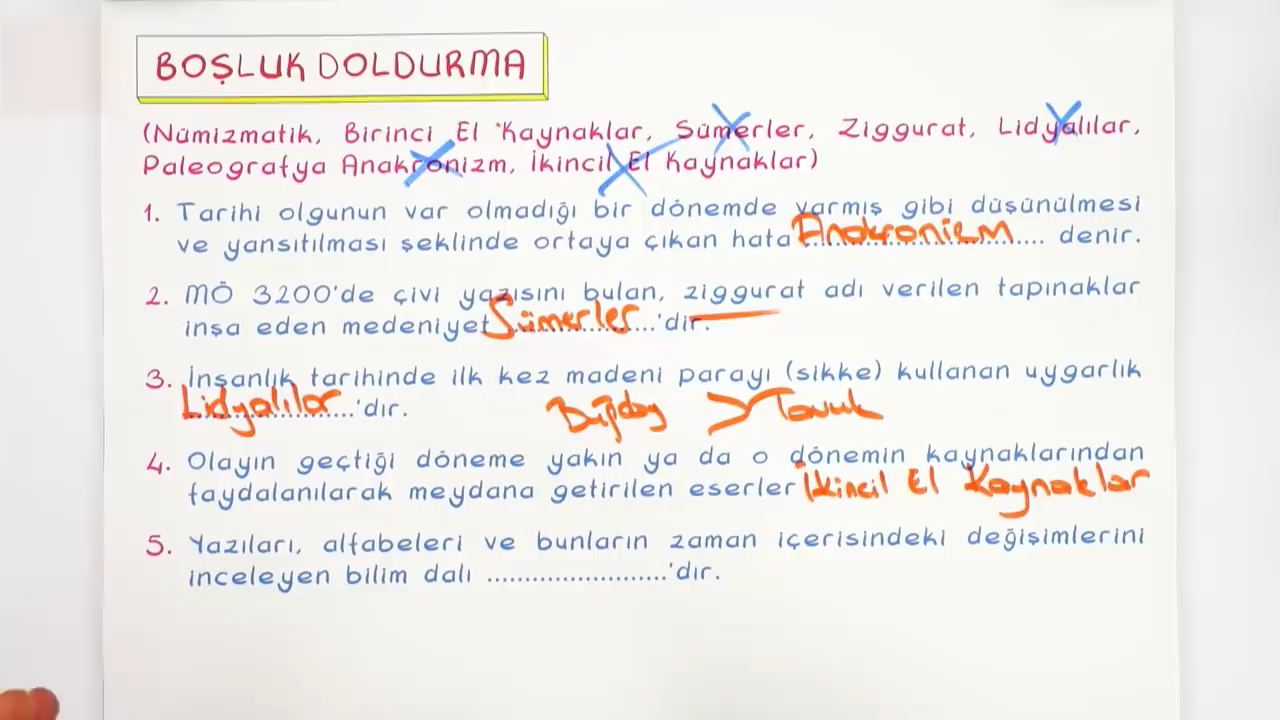 BOŞLUK DOLDURMA
(Nümizmatik, Birinci El Kaynaklar, Sümerler, Ziggurat, Lidyalılar,
Paleografya Anakronizm, İkincil El Kaynaklar)
1. Tarihi olgunun var olmadığı bir dönemde varmış gibi düşünülmesi
ve yansıtılması şeklinde ortaya çıkan hata Anakronizm denir.
2. MÖ 3200'de çivi yazısını bulan, ziggurat adı verilen tapınaklar
inşa eden medeniyet Sümerler 'dir.
3. İnsanlık tarihinde ilk kez madeni parayı (sikke) kullanan uygarlık
Lidyalılar 'dır. Buğday Tavuk
4. Olayın geçtiği döneme yakın ya da o dönemin kaynaklarından
faydalanılarak meydana getirilen eserler İkincil El Kaynaklar
5. Yazıları, alfabeleri ve bunların zaman içerisindeki değişimlerini
inceleyen bilim dalı ........................'dır.